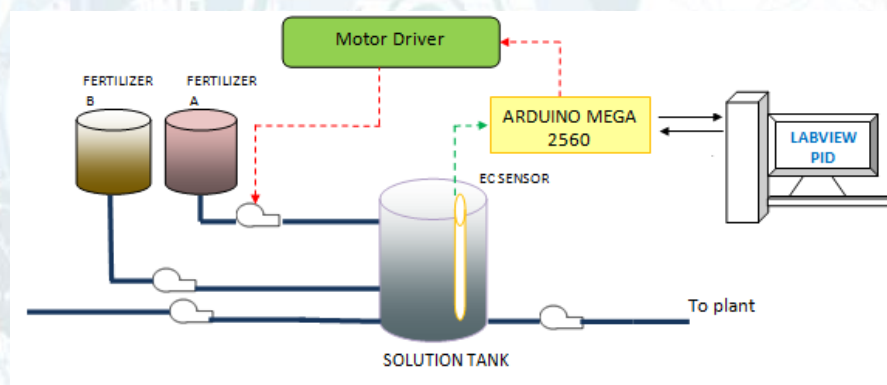 Motor Driver
FERTILIZER
B
FERTILIZER
A
ARDUINO MEGA
2560
LABVIEW
PID
EC SENSOR
To plant
SOLUTION TANK